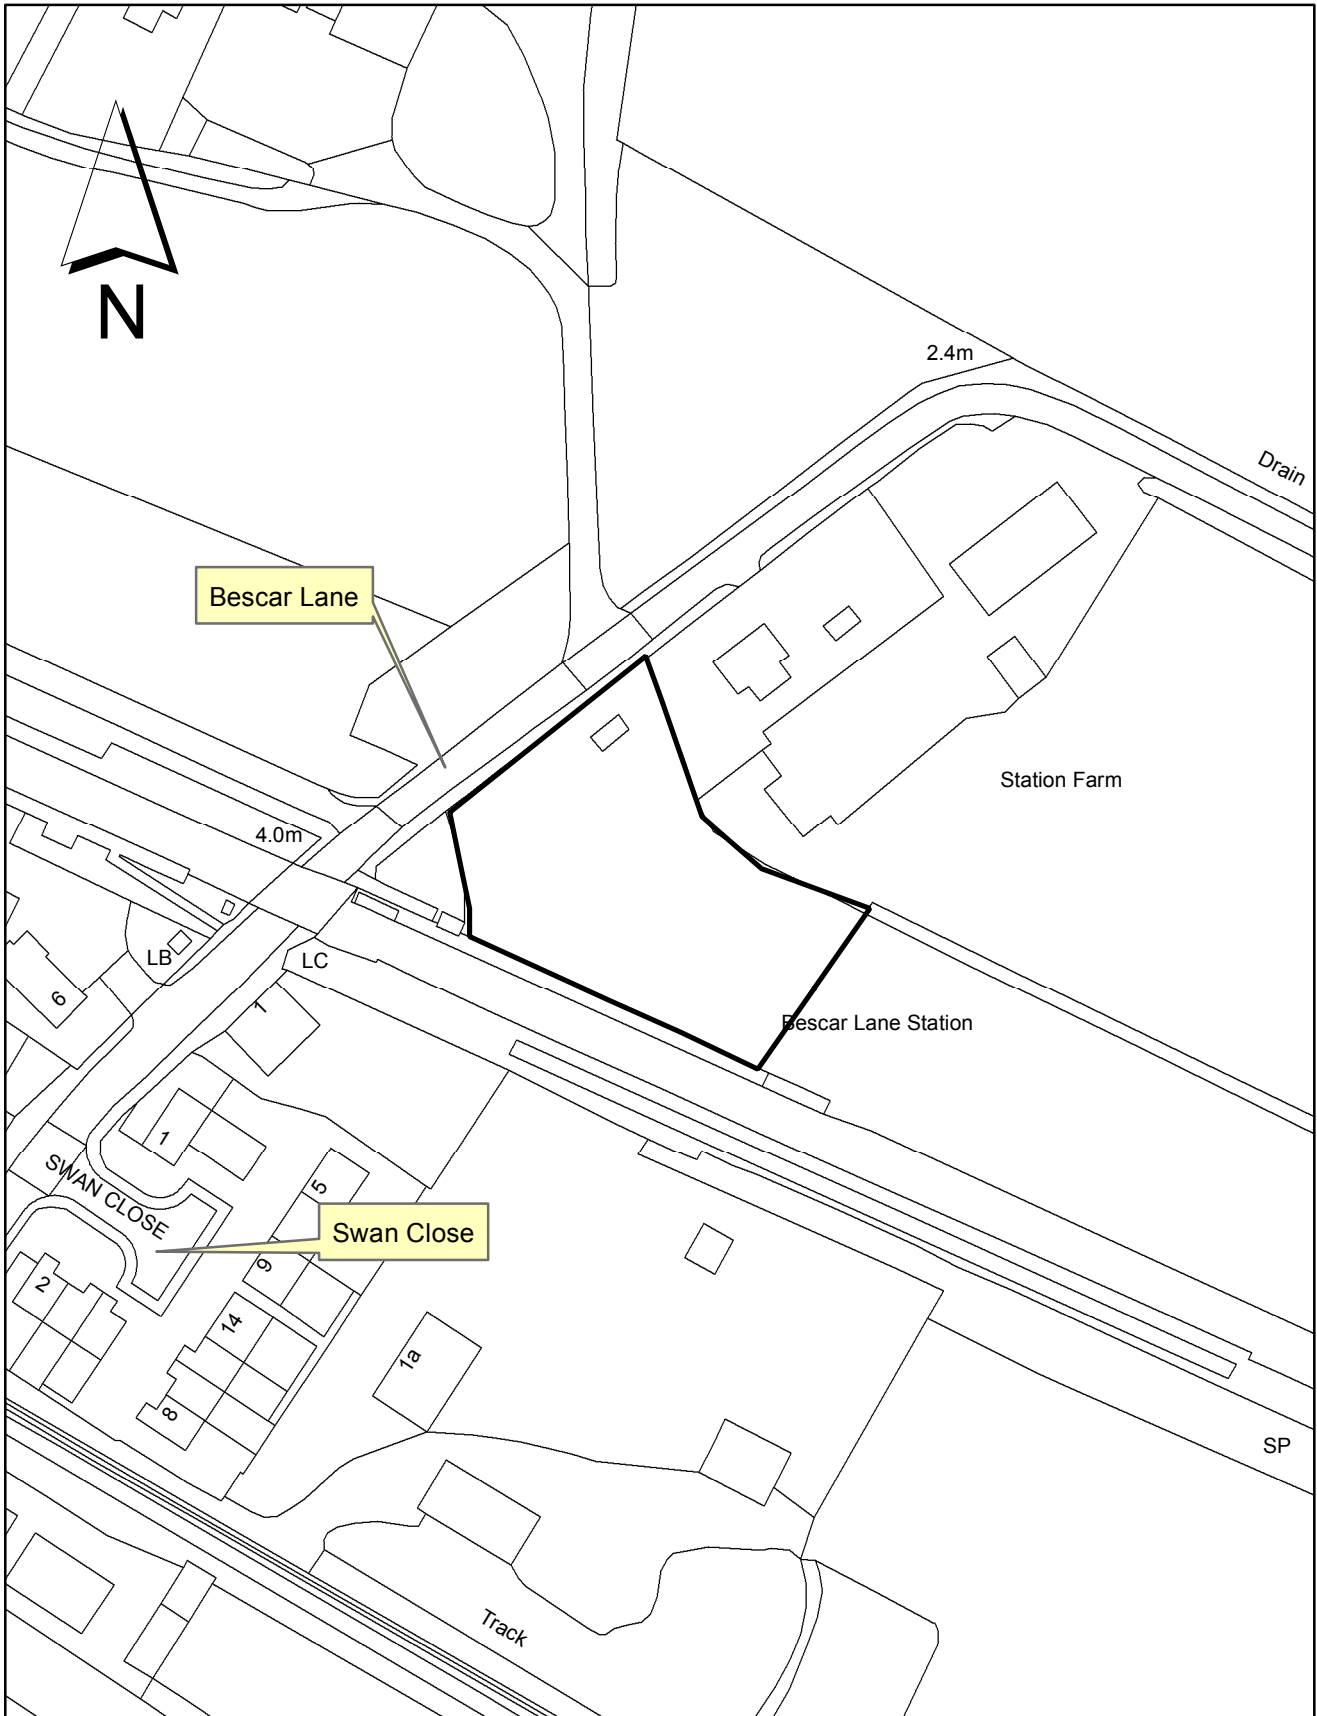 N
2.4m
Drain
Bescar Lane
Station Farm
4.0m
LB
LC
6
1
Bescar Lane Station
1
SWAN CLOSE
5
Swan Close
9
2
14
1a
8
SP
Track